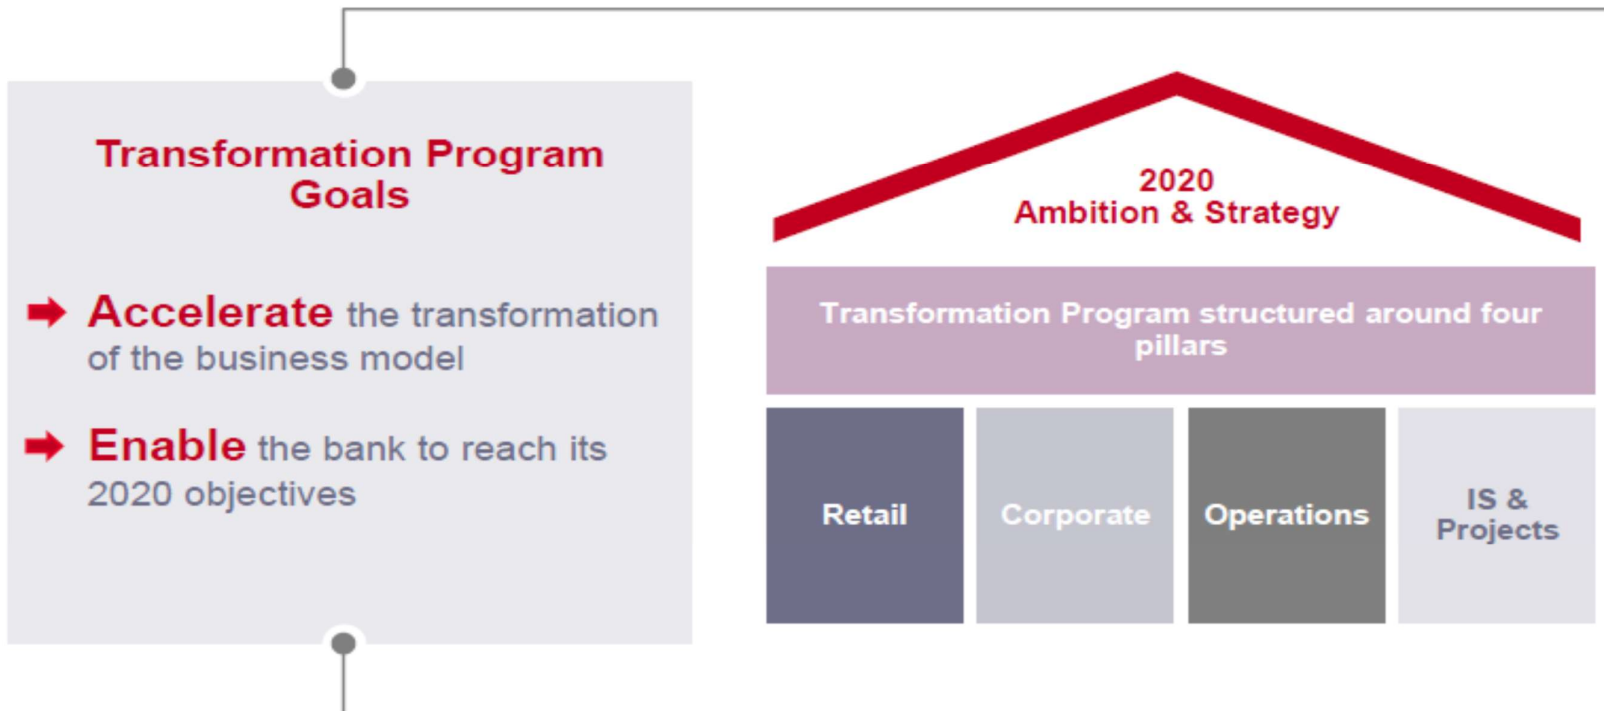 Transformation Program
Goals
Accelerate the transformation
of the business model
Enable the bank to reach its
2020 objectives
2020
Ambition & Strategy
Transformation Program structured around four
pillars
Retail
Corporate
Operations
IS &
Projects